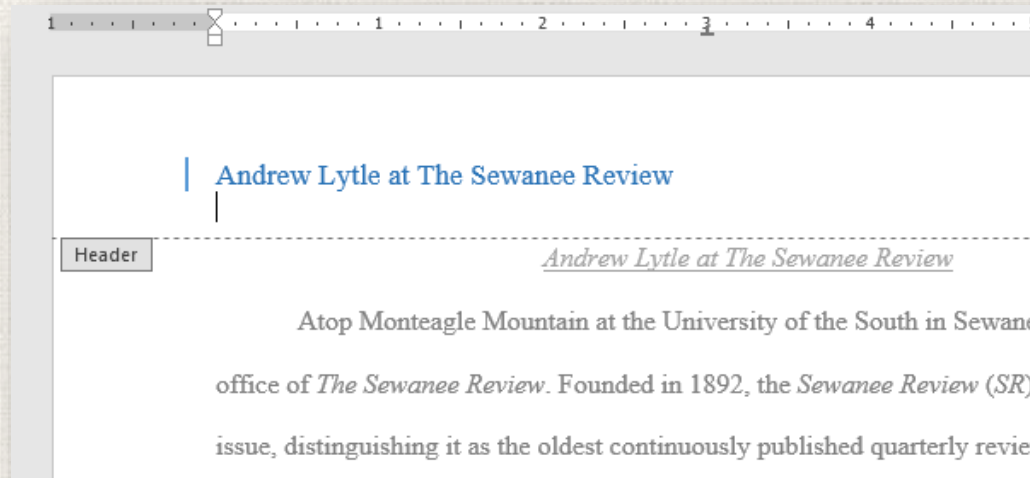 1 1 2 3 4
Andrew Lytle at The Sewanee Review
Header
Andrew Lytle at The Sewanee Review
Atop Monteagle Mountain at the University of the South in Sewane
office of The Sewanee Review. Founded in 1892, the Sewanee Review (SR)
issue, distinguishing it as the oldest continuously published quarterly revie